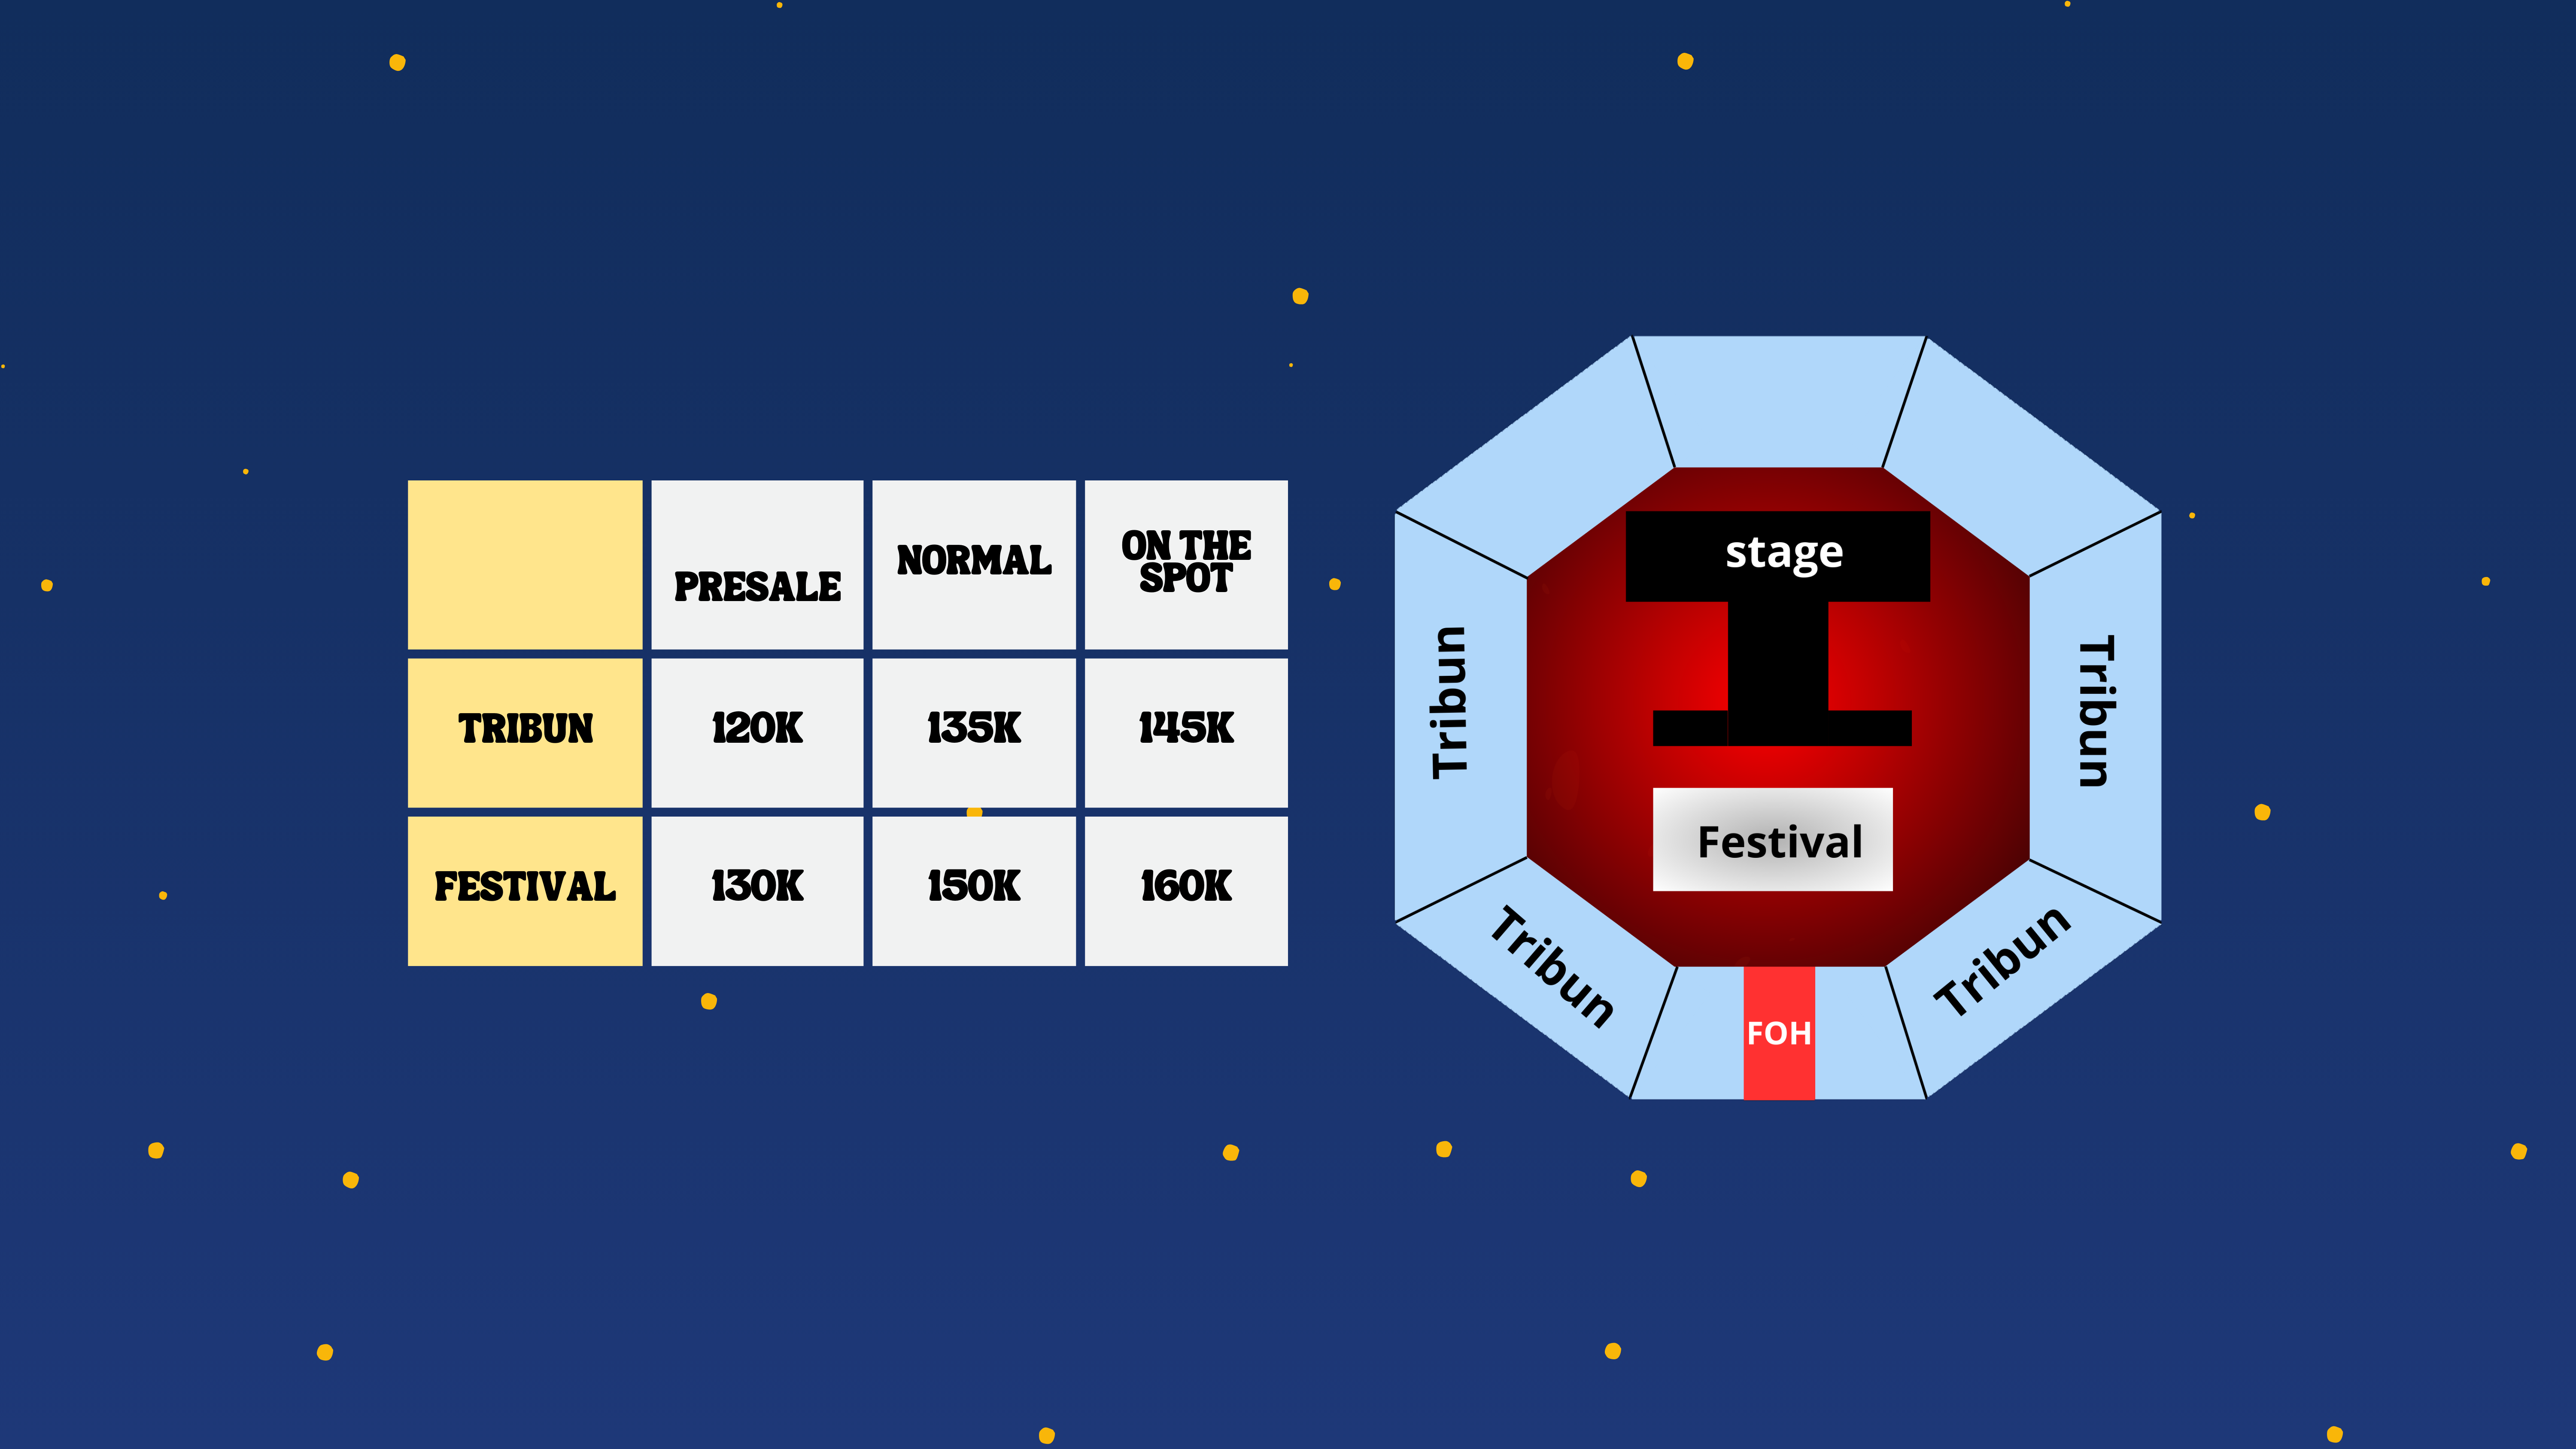 PRESALE
NORMAL
ON THE
SPOT
TRIBUN
120K
135K
145K
FESTIVAL
130K
150K
160K
stage
Tribun
Tribun
Festival
Tribun
Tribun
FOH